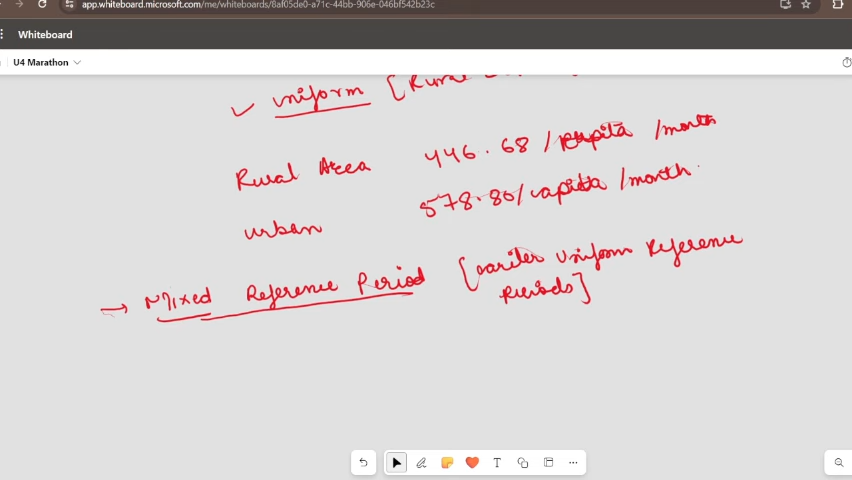 app.whiteboard.microsoft.com/me/whiteboards/8af05de0-a71c-44bb-906e-046bf542b23c
Whiteboard
U4 Marathon
✓ uniform [Rural
Rural Area 446.68 / capita /month
urban 578.80/capita /month.
→ Mixed Reference Period [earlier Uniform Reference
Periods]